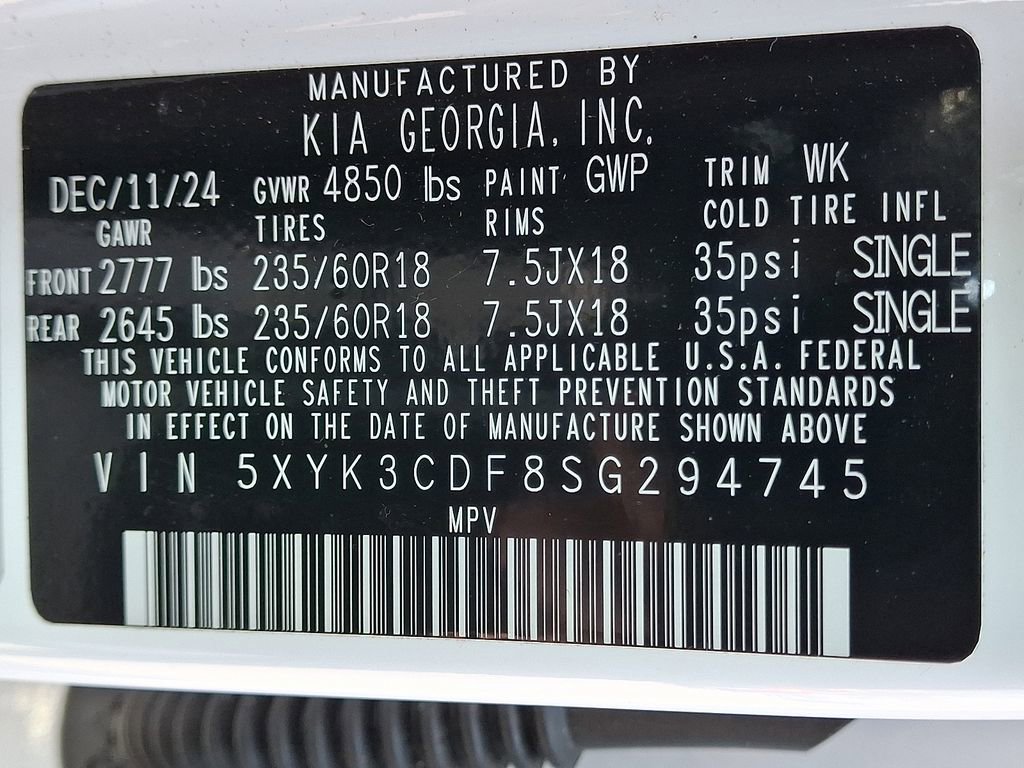 MANUFACTURED BY
KIA GEORGIA, INC.
DEC/11/24 GVWR 4850 lbs PAINT GWP TRIM WK
GAWR TIRES RIMS COLD TIRE INFL
FRONT 2777 lbs 235/60R18 7.5JX18 35psi SINGLE
REAR 2645 lbs 235/60R18 7.5JX18 35psi SINGLE
THIS VEHICLE CONFORMS TO ALL APPLICABLE U.S.A. FEDERAL
MOTOR VEHICLE SAFETY AND THEFT PREVENTION STANDARDS
IN EFFECT ON THE DATE OF MANUFACTURE SHOWN ABOVE
VIN 5XYK3CDF8SG294745
MPV